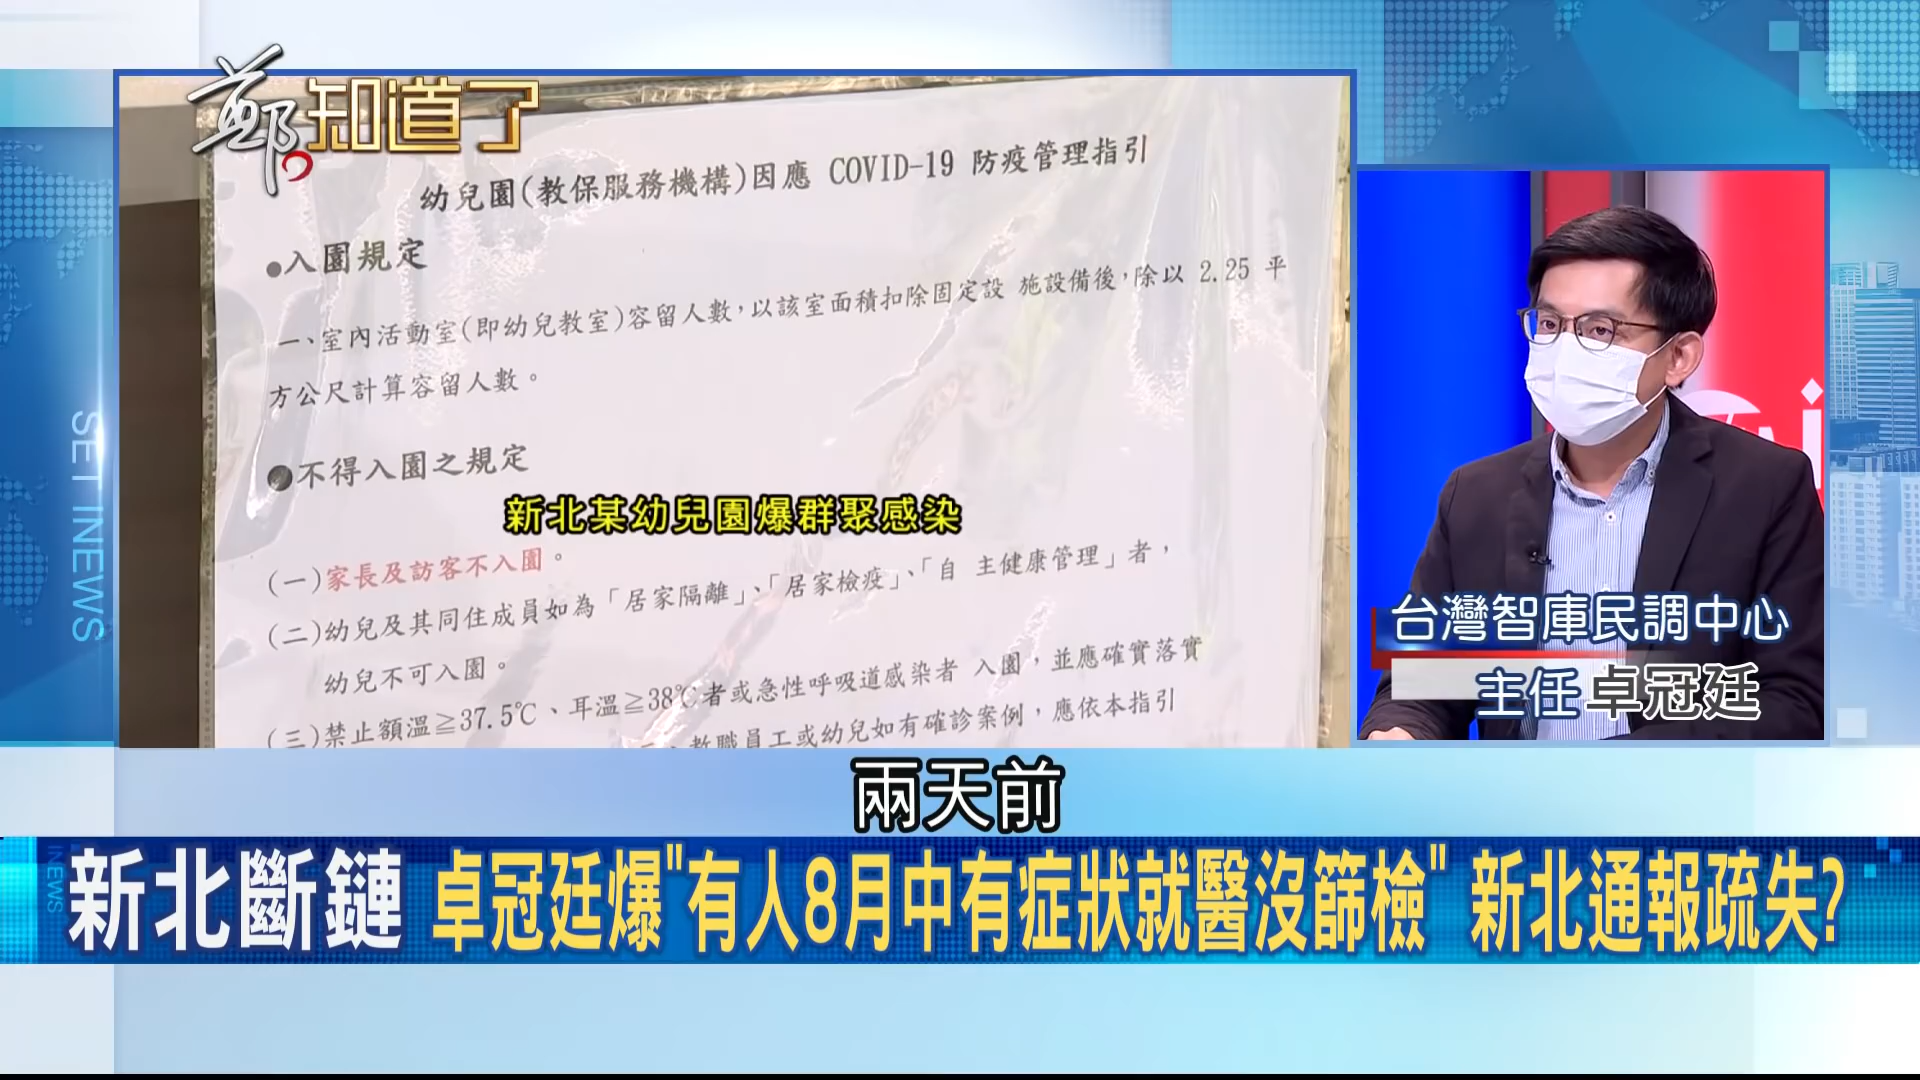 鄭知道了
幼兒園(教保服務機構)因應 COVID-19 防疫管理指引
●入園規定
一、室內活動室(即幼兒教室)容留人數,以該室面積扣除固定設 施設備後,除以 2.25 平
方公尺計算容留人數。
●不得入園之規定
新北某幼兒園爆群聚感染
(一)家長及訪客不入園。
(二)幼兒及其同住成員如為「居家隔離」、「居家檢疫」、「自 主健康管理」者,
幼兒不可入園。
(三)禁止額溫≧37.5℃、耳溫≧38℃者或急性呼吸道感染者 入園,並應確實落實
教職員工或幼兒如有確診案例,應依本指引
SET INEWS
台灣智庫民調中心
主任 卓冠廷
兩天前
INEWS
新北斷鏈 卓冠廷爆"有人8月中有症狀就醫沒篩檢" 新北通報疏失?